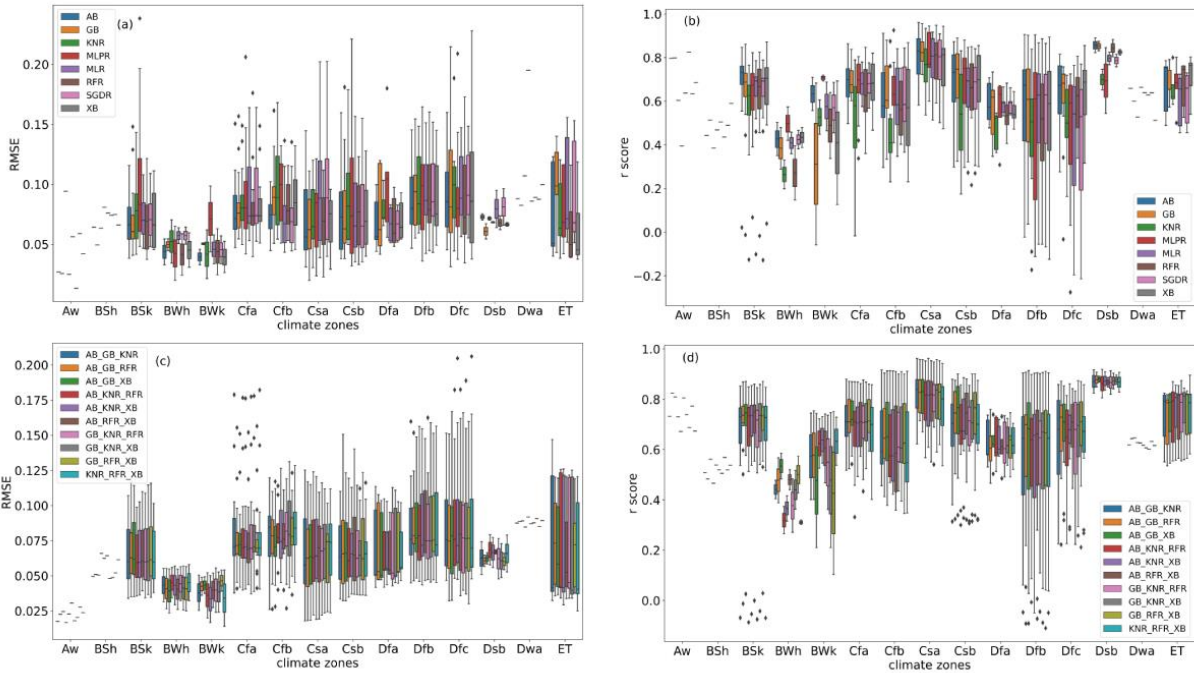 (a)
AB
GB
KNR
MLPR
MLR
RFR
SGDR
XB
RMSE
0.20
0.15
0.10
0.05
Aw BSh BSk BWh BWk Cfa Cfb Csa Csb Dfa Dfb Dfc Dsb Dwa ET
climate zones
(b)
r score
1.0
0.8
0.6
0.4
0.2
0.0
−0.2
AB
GB
KNR
MLPR
MLR
RFR
SGDR
XB
Aw BSh BSk BWh BWk Cfa Cfb Csa Csb Dfa Dfb Dfc Dsb Dwa ET
climate zones
(c)
AB_GB_KNR
AB_GB_RFR
AB_GB_XB
AB_KNR_RFR
AB_KNR_XB
AB_RFR_XB
GB_KNR_RFR
GB_KNR_XB
GB_RFR_XB
KNR_RFR_XB
RMSE
0.200
0.175
0.150
0.125
0.100
0.075
0.050
0.025
Aw BSh BSk BWh BWk Cfa Cfb Csa Csb Dfa Dfb Dfc Dsb Dwa ET
climate zones
(d)
r score
1.0
0.8
0.6
0.4
0.2
0.0
AB_GB_KNR
AB_GB_RFR
AB_GB_XB
AB_KNR_RFR
AB_KNR_XB
AB_RFR_XB
GB_KNR_RFR
GB_KNR_XB
GB_RFR_XB
KNR_RFR_XB
Aw BSh BSk BWh BWk Cfa Cfb Csa Csb Dfa Dfb Dfc Dsb Dwa ET
climate zones